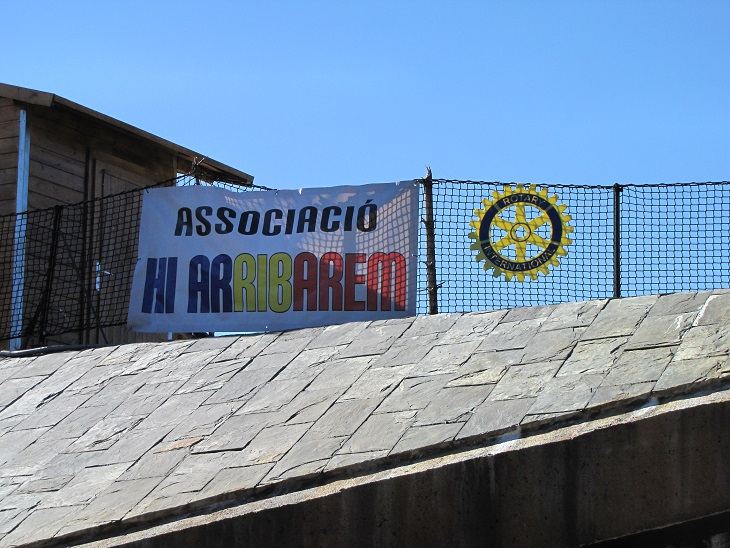 ASSOCIACIÓ
HI ARRIBAREM
ROTARY
INTERNATIONAL